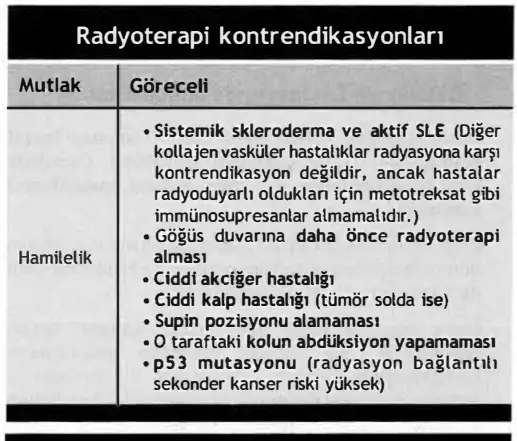 Radyoterapi kontrendikasyonları
Mutlak Göreceli
Hamilelik
• Sistemik skleroderma ve aktif SLE (Diğer
kollajen vasküler hastalıklar radyasyona karşı
kontrendikasyon değildir, ancak hastalar
radyoduyarlı oldukları için meotreksat gibi
immünosupresanlar almamalıdır.)
• Göğüs duvarına daha önce radyoterapi
alması
• Ciddi akciğer hastalığı
• Ciddi kalp hastalığı (tümör solda ise)
• Supin pozisyonu alamaması
• O taraftaki kolun abdüksiyon yapamaması
• p53 mutasyonu (radyasyon bağlantılı
sekonder kanser riski yüksek)